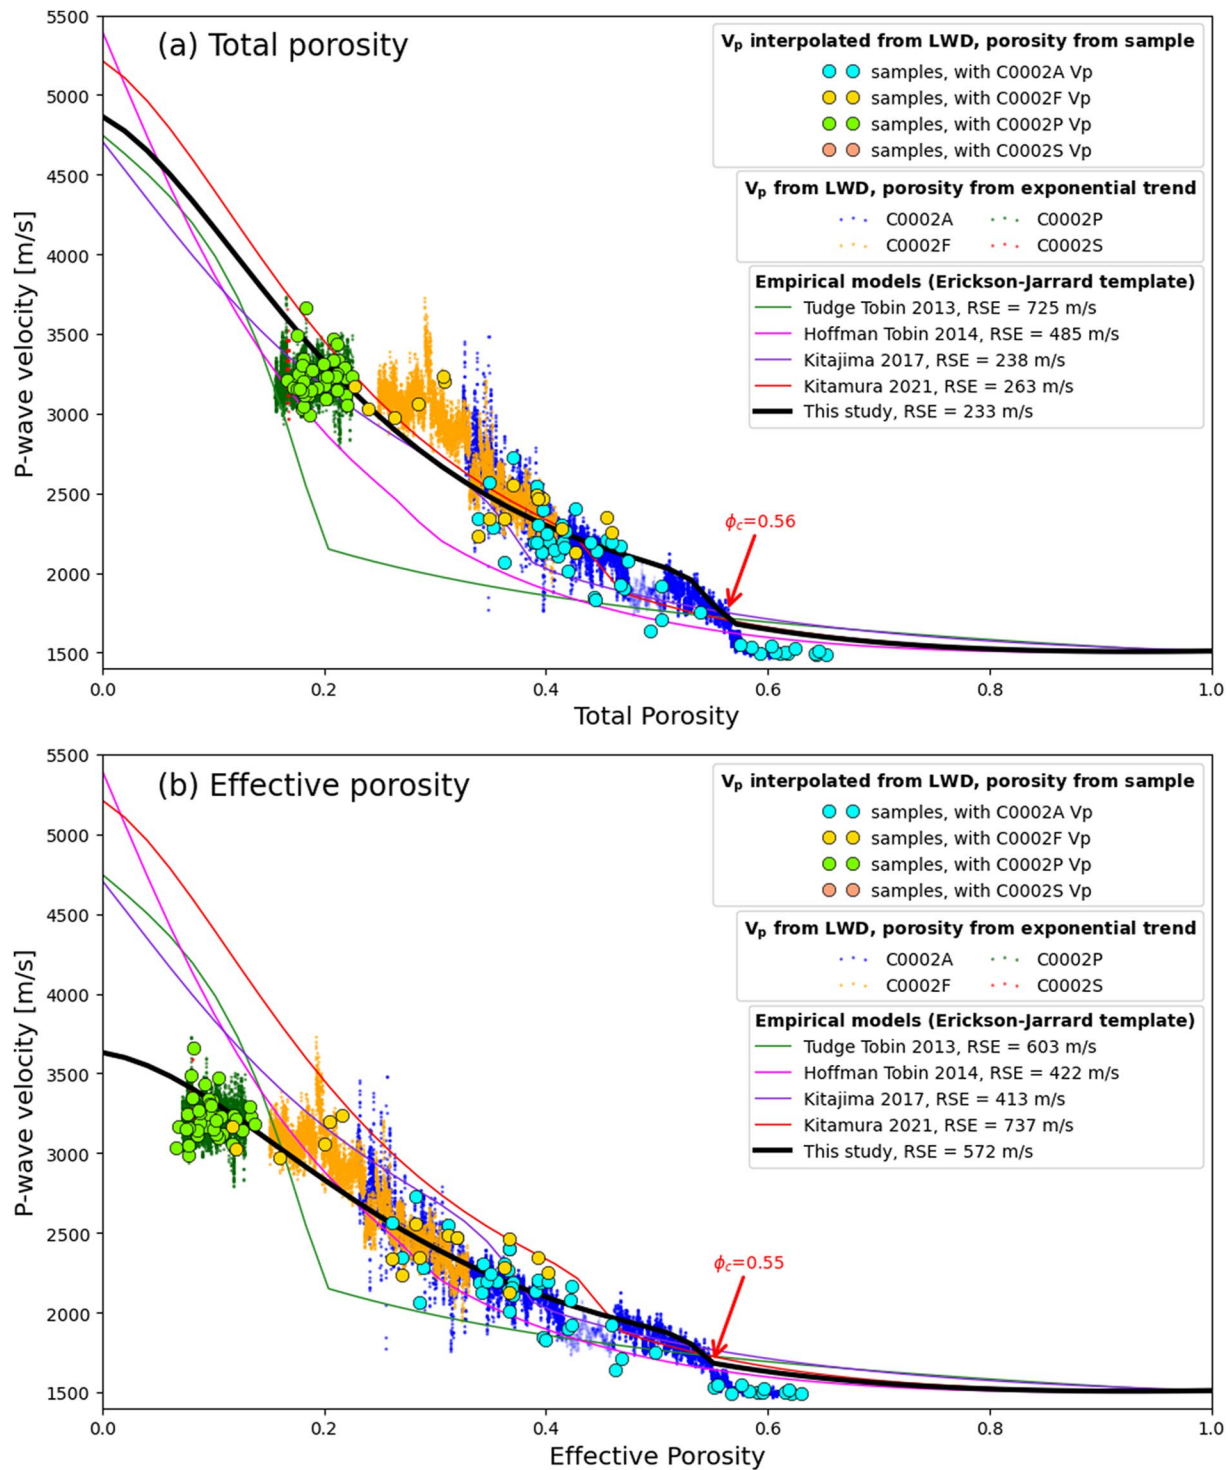 (a) Total porosity
V_p interpolated from LWD, porosity from sample
samples, with C0002A Vp
samples, with C0002F Vp
samples, with C0002P Vp
samples, with C0002S Vp
V_p from LWD, porosity from exponential trend
C0002A C0002P
C0002F C0002S
Empirical models (Erickson-Jarrard template)
Tudge Tobin 2013, RSE = 725 m/s
Hoffman Tobin 2014, RSE = 485 m/s
Kitajima 2017, RSE = 238 m/s
Kitamura 2021, RSE = 263 m/s
This study, RSE = 233 m/s
ϕ_c=0.56
P-wave velocity [m/s]
5500
5000
4500
4000
3500
3000
2500
2000
1500
0.0 0.2 0.4 0.6 0.8 1.0
Total Porosity
(b) Effective porosity
V_p interpolated from LWD, porosity from sample
samples, with C0002A Vp
samples, with C0002F Vp
samples, with C0002P Vp
samples, with C0002S Vp
V_p from LWD, porosity from exponential trend
C0002A C0002P
C0002F C0002S
Empirical models (Erickson-Jarrard template)
Tudge Tobin 2013, RSE = 603 m/s
Hoffman Tobin 2014, RSE = 422 m/s
Kitajima 2017, RSE = 413 m/s
Kitamura 2021, RSE = 737 m/s
This study, RSE = 572 m/s
ϕ_c=0.55
P-wave velocity [m/s]
5500
5000
4500
4000
3500
3000
2500
2000
1500
0.0 0.2 0.4 0.6 0.8 1.0
Effective Porosity